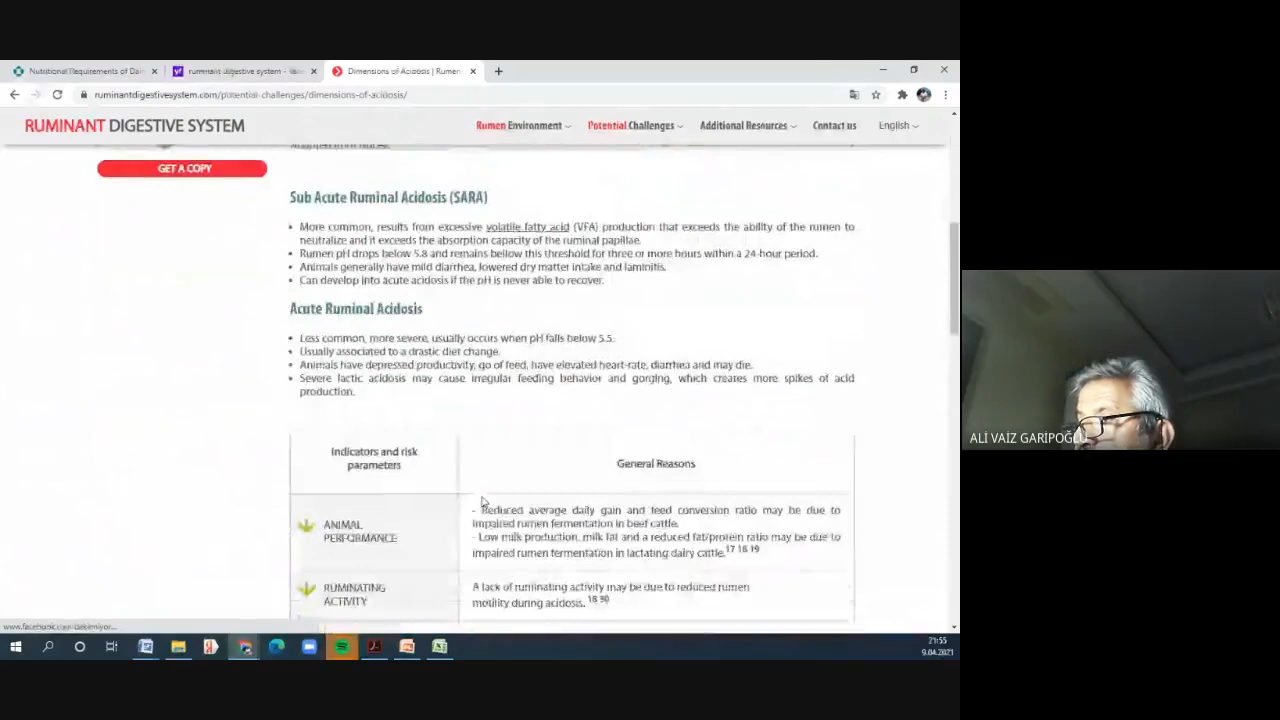 Nutritional Requirements of Dair
ruminant digestive system -
Dimensions of Acidosis | Rumen
ruminantdigestivesystem.com/potential-challenges/dimensions-of-acidosis/
RUMINANT DIGESTIVE SYSTEM
Rumen Environment
Potential Challenges
Additional Resources
Contact us
English
GET A COPY
Sub Acute Ruminal Acidosis (SARA)
More common, results from excessive volatile fatty acid (VFA) production that exceeds the ability of the rumen to
neutralize and it exceeds the absorption capacity of the ruminal papillae.
Rumen pH drops below 5.8 and remains bellow this threshold for three or more hours within a 24-hour period.
Animals generally have mild diarrhea, lowered dry matter intake and laminitis.
Can develop into acute acidosis if the pH is never able to recover.
Acute Ruminal Acidosis
Less common, more severe, usually occurs when pH falls below 5.5.
Usually associated to a drastic diet change.
Animals have depressed productivity, go of feed, have elevated heart-rate, diarrhea and may die.
Severe lactic acidosis may cause irregular feeding behavior and gorging, which creates more spikes of acid
production.
Indicators and risk
parameters
General Reasons
ANIMAL
PERFORMANCE
- Reduced average daily gain and feed conversion ratio may be due to
impaired rumen fermentation in beef cattle.
- Low milk production, milk fat and a reduced fat/protein ratio may be due to
impaired rumen fermentation in lactating dairy cattle.17 18 19
RUMINATING
ACTIVITY
A lack of ruminating activity may be due to reduced rumen
motility during acidosis.
ALİ VAİZ GARİPOĞLU
21:55
9.04.2021